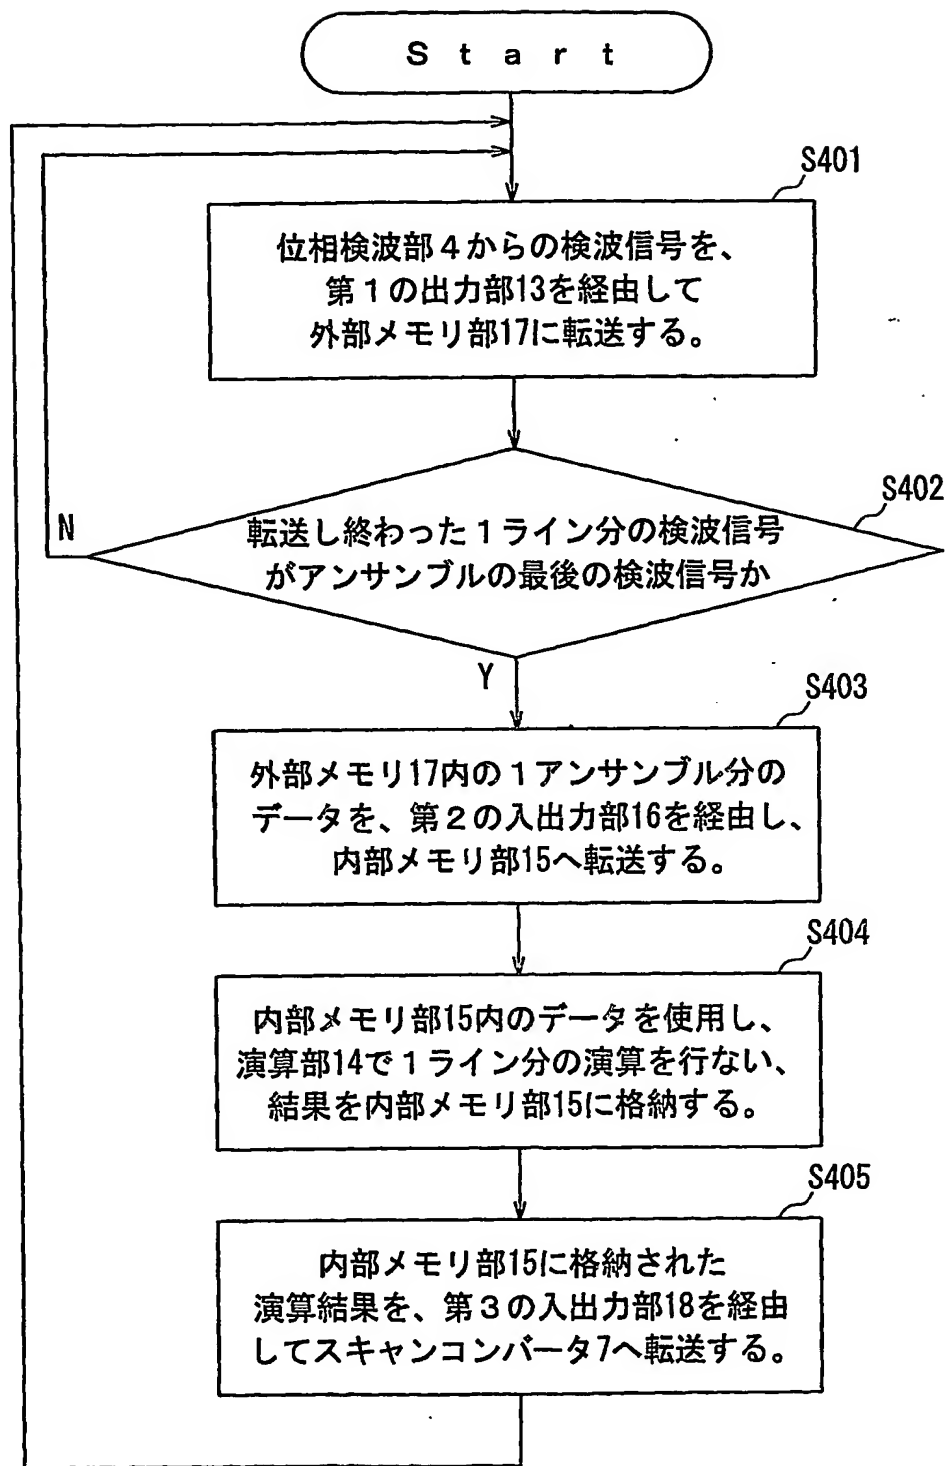 Start
S401
位相検波部4からの検波信号を、
第1の出力部13を経由して
外部メモリ部17に転送する。
S402
N
転送し終わった1ライン分の検波信号
がアンサンブルの最後の検波信号か
Y
S403
外部メモリ17内の1アンサンブル分の
データを、第2の入出力部16を経由し、
内部メモリ部15へ転送する。
S404
内部メモリ部15内のデータを使用し、
演算部14で1ライン分の演算を行ない、
結果を内部メモリ部15に格納する。
S405
内部メモリ部15に格納された
演算結果を、第3の入出力部18を経由
してスキャンコンバータ7へ転送する。